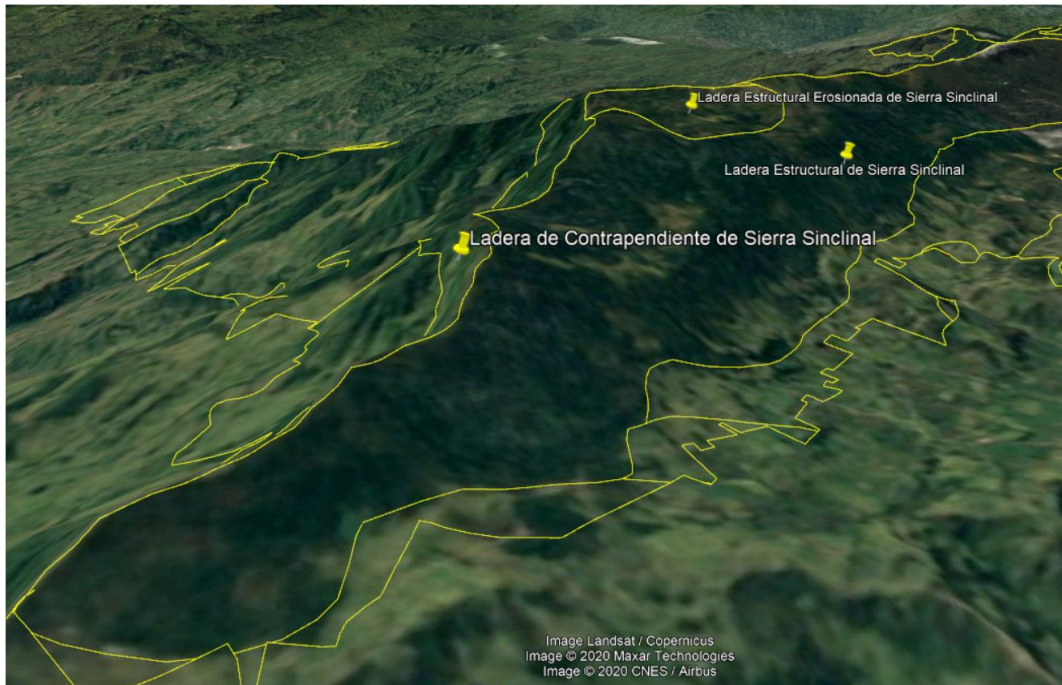 Ladera Estructural Erosionada de Sierra Sinclinal
Ladera Estructural de Sierra Sinclinal
Ladera de Contrapendiente de Sierra Sinclinal
Image Landsat / Copernicus
Image © 2020 Maxar Technologies
Image © 2020 CNES / Airbus